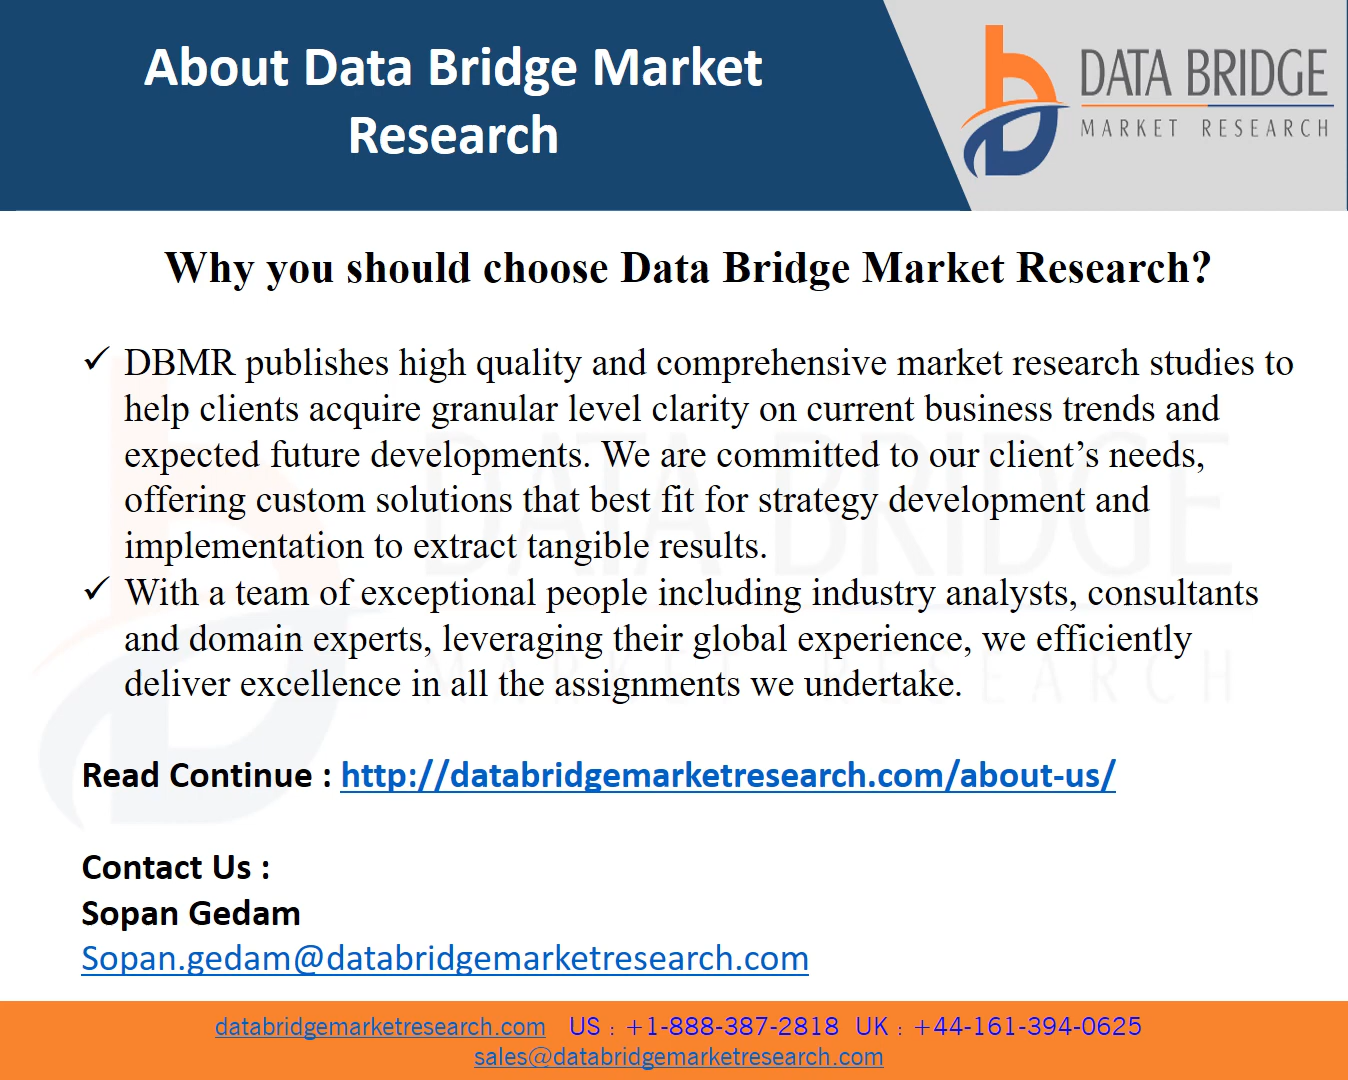 About Data Bridge Market
Research
DATA BRIDGE
MARKET RESEARCH
Why you should choose Data Bridge Market Research?
✓ DBMR publishes high quality and comprehensive market research studies to
help clients acquire granular level clarity on current business trends and
expected future developments. We are committed to our client’s needs,
offering custom solutions that best fit for strategy development and
implementation to extract tangible results.
✓ With a team of exceptional people including industry analysts, consultants
and domain experts, leveraging their global experience, we efficiently
deliver excellence in all the assignments we undertake.
DATA BRIDGE
MARKET RESEARCH
Read Continue : http://databridgemarketresearch.com/about-us/
Contact Us :
Sopan Gedam
Sopan.gedam@databridgemarketresearch.com
databridgemarketresearch.com US : +1-888-387-2818 UK : +44-161-394-0625
sales@databridgemarketresearch.com